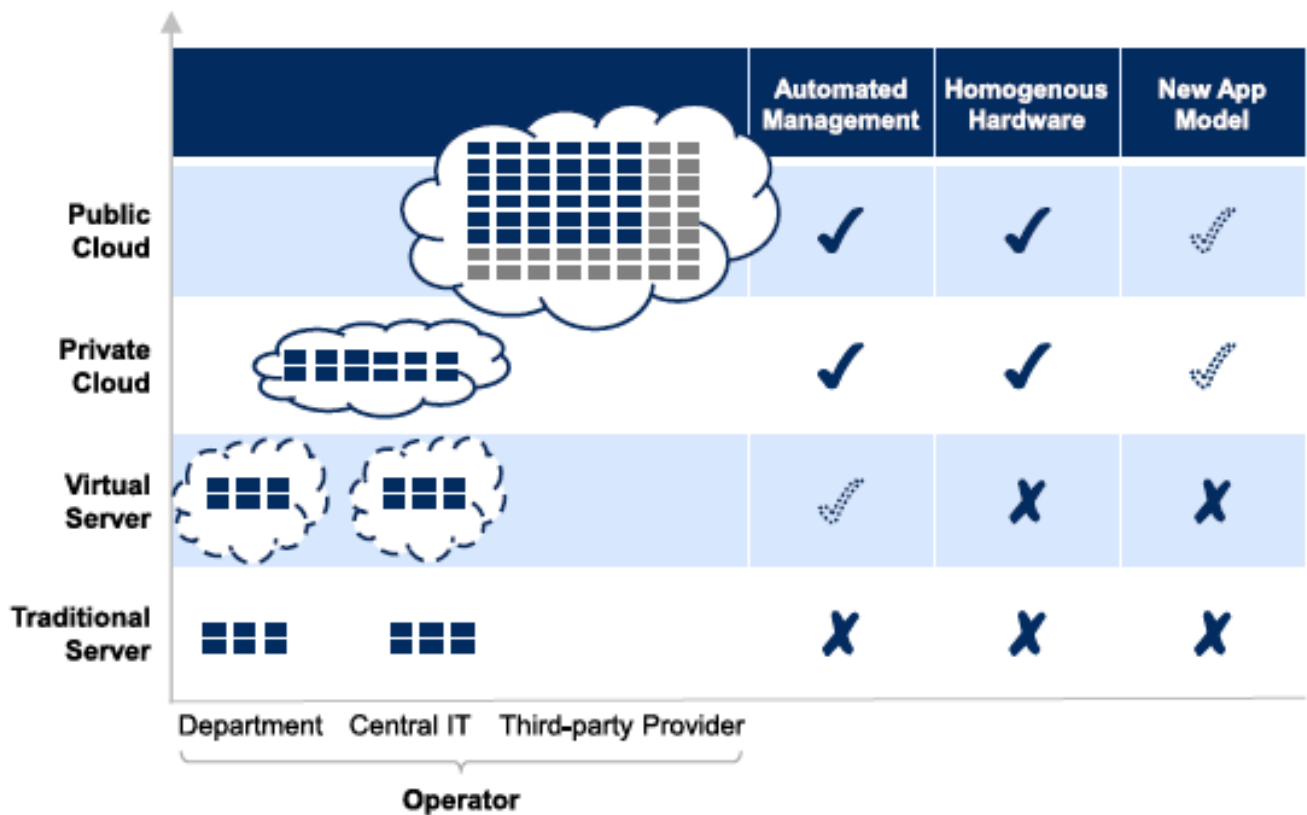 Automated
Management
Homogenous
Hardware
New App
Model
Public
Cloud
Private
Cloud
Virtual
Server
Traditional
Server
Department
Central IT
Third-party Provider
Operator